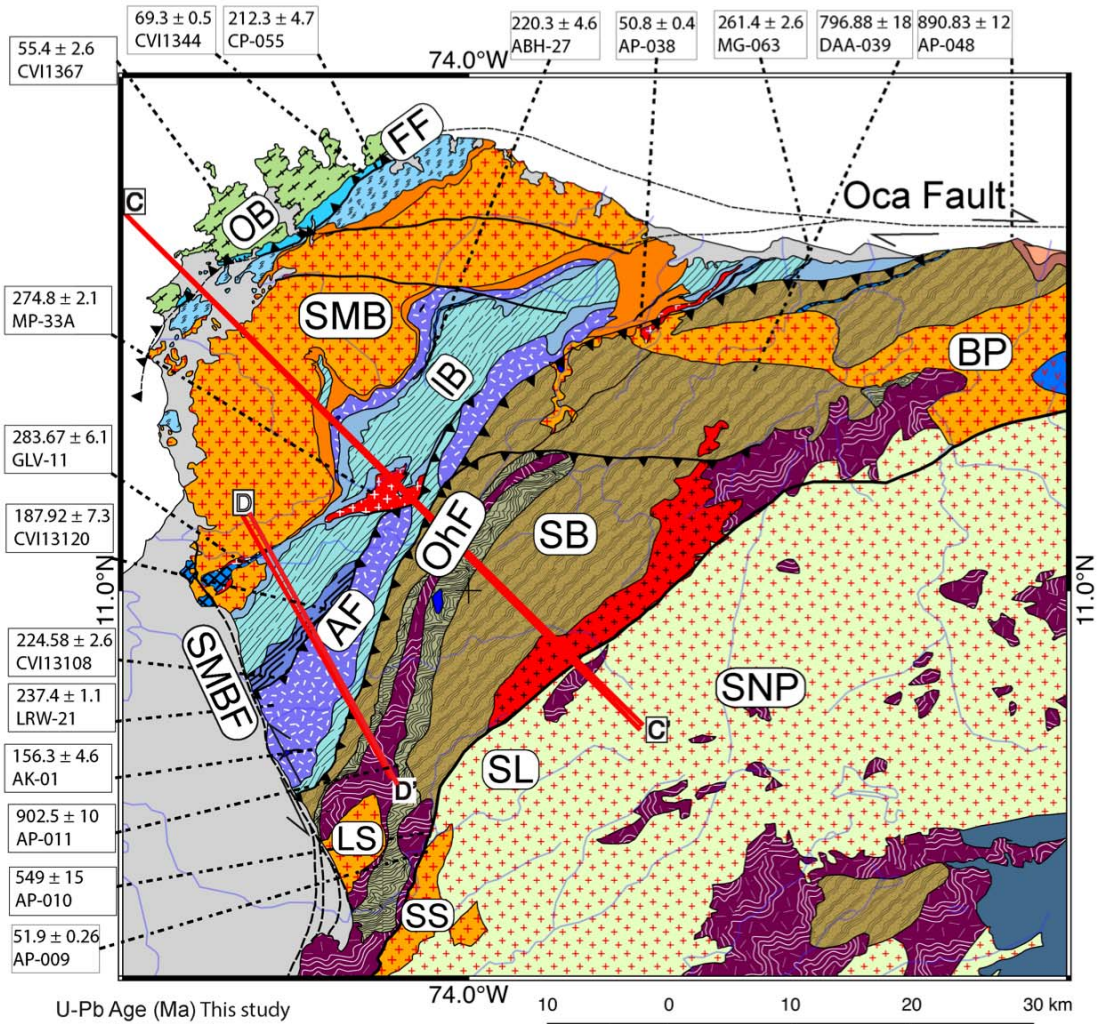 69.3 ± 0.5
CVI1344
212.3 ± 4.7
CP-055
220.3 ± 4.6
ABH-27
50.8 ± 0.4
AP-038
261.4 ± 2.6
MG-063
796.88 ± 18
DAA-039
890.83 ± 12
AP-048
55.4 ± 2.6
CVI1367
74.0°W
FF
C
OB
Oca Fault
274.8 ± 2.1
MP-33A
SMB
BP
IB
283.67 ± 6.1
GLV-11
D
187.92 ± 7.3
CVI13120
OhF
SB
11.0°N
11.0°N
AF
224.58 ± 2.6
CVI13108
SMBF
237.4 ± 1.1
LRW-21
SNP
C'
156.3 ± 4.6
AK-01
SL
D'
902.5 ± 10
AP-011
LS
549 ± 15
AP-010
SS
51.9 ± 0.26
AP-009
74.0°W
U-Pb Age (Ma) This study
10 0 10 20 30 km